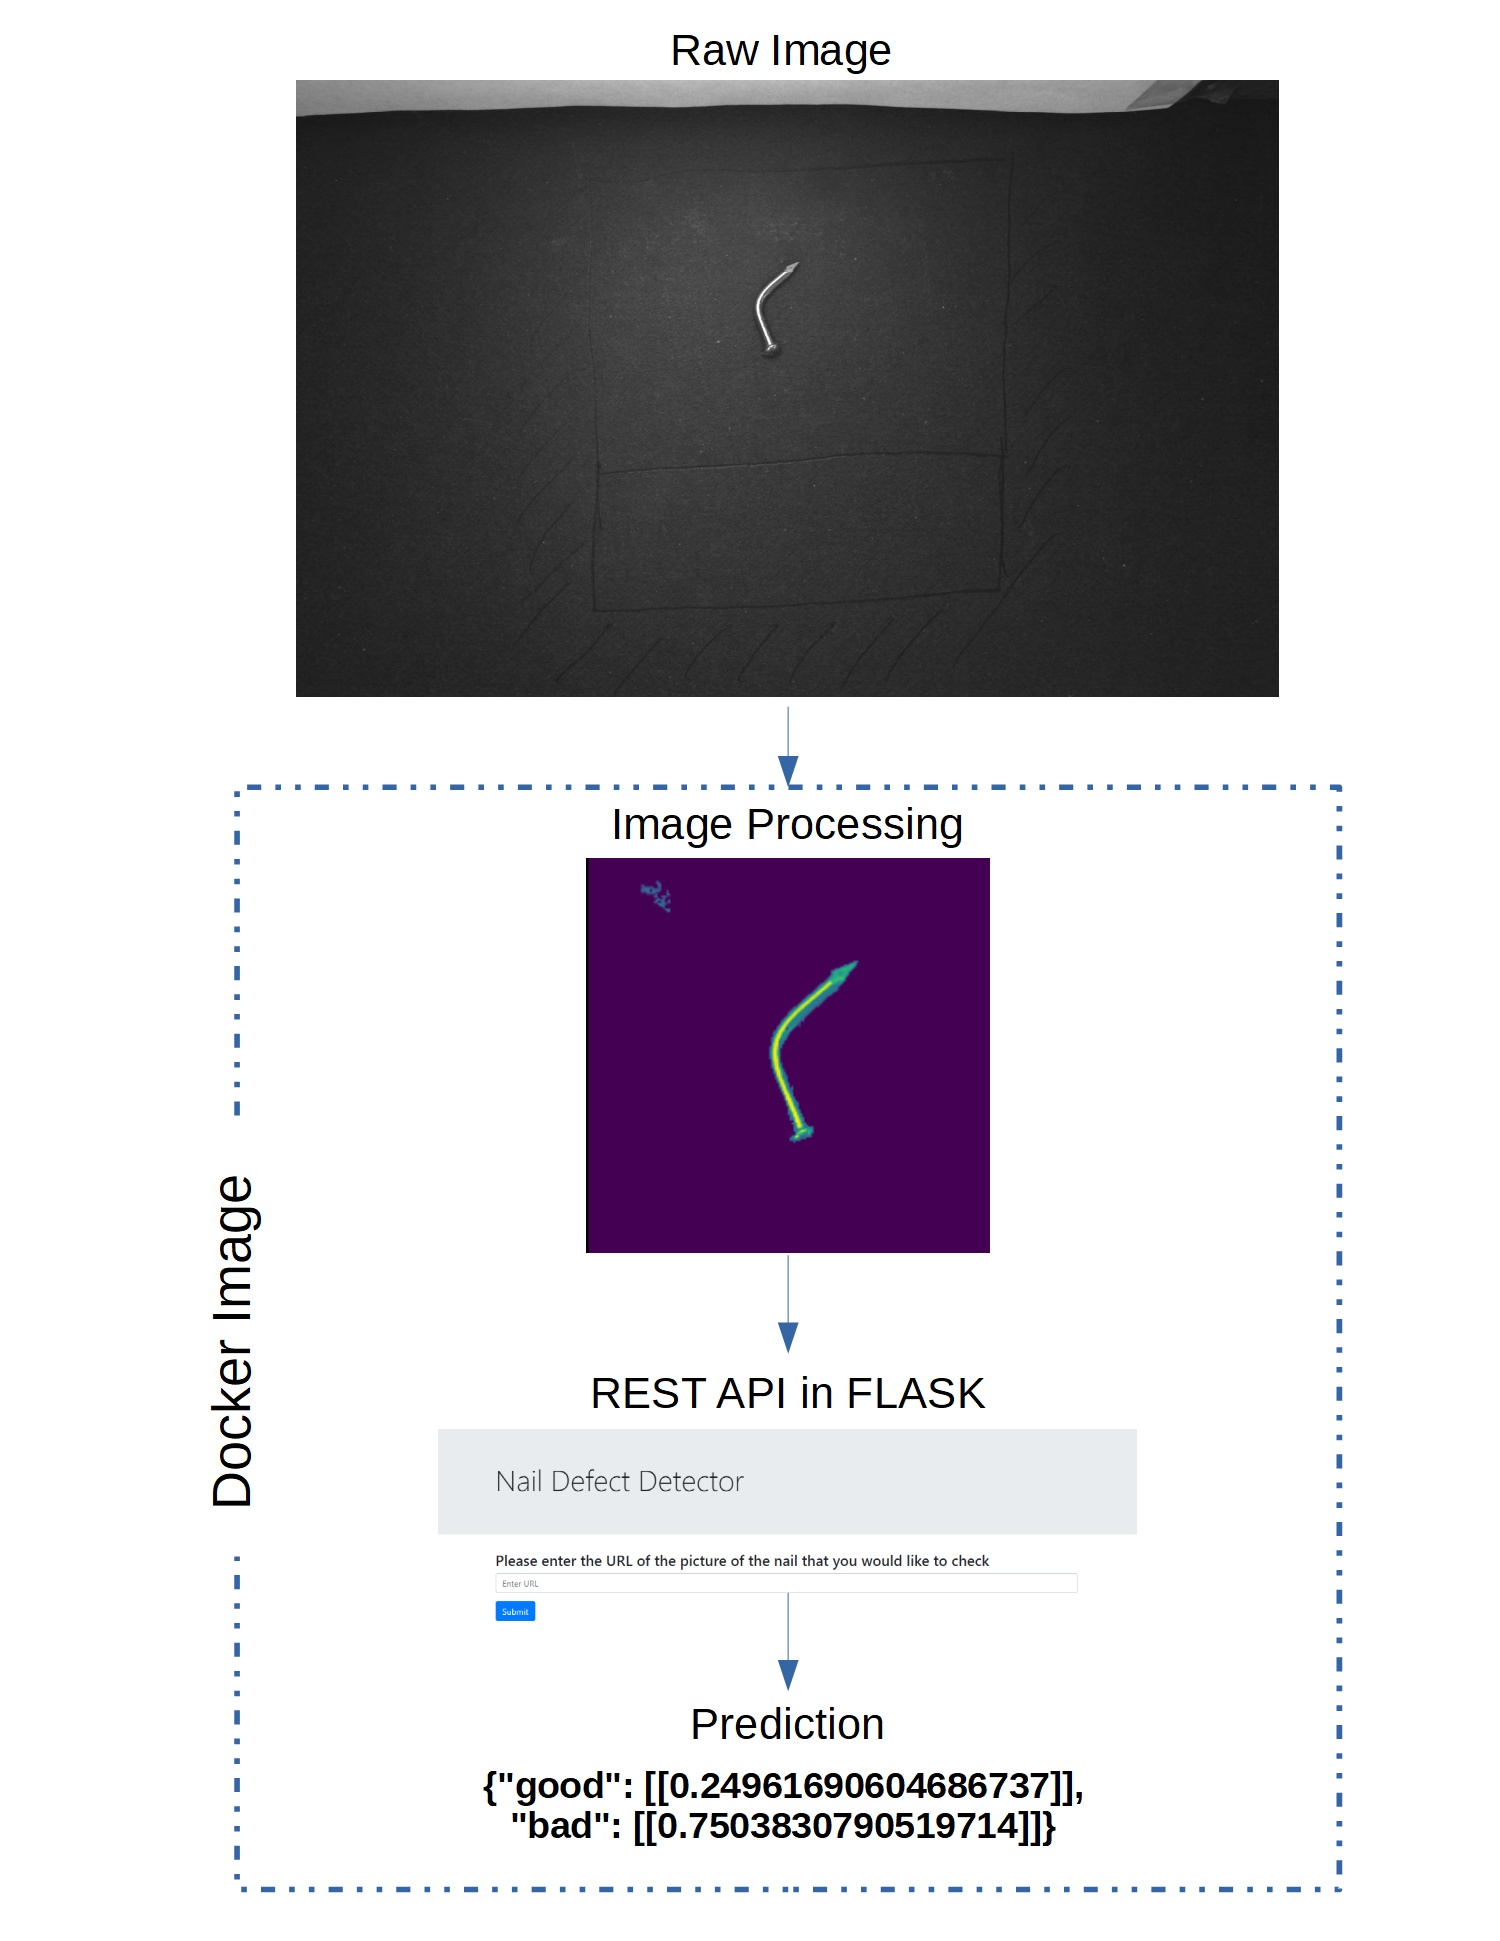 Raw Image
Image Processing
Docker Image
REST API in FLASK
Nail Defect Detector
Please enter the URL of the picture of the nail that you would like to check
Enter URL
Submit
Prediction
{"good": [[0.24961690604686737]],
"bad": [[0.7503830790519714]]}